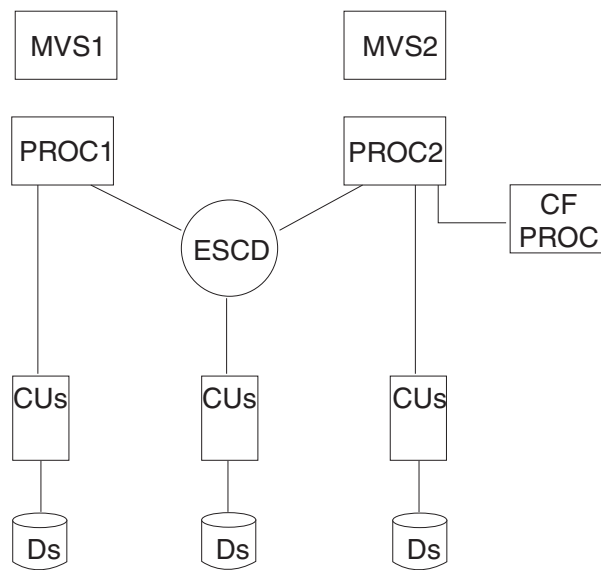 MVS1
MVS2
PROC1
PROC2
CF
PROC
ESCD
CUs
CUs
CUs
Ds
Ds
Ds